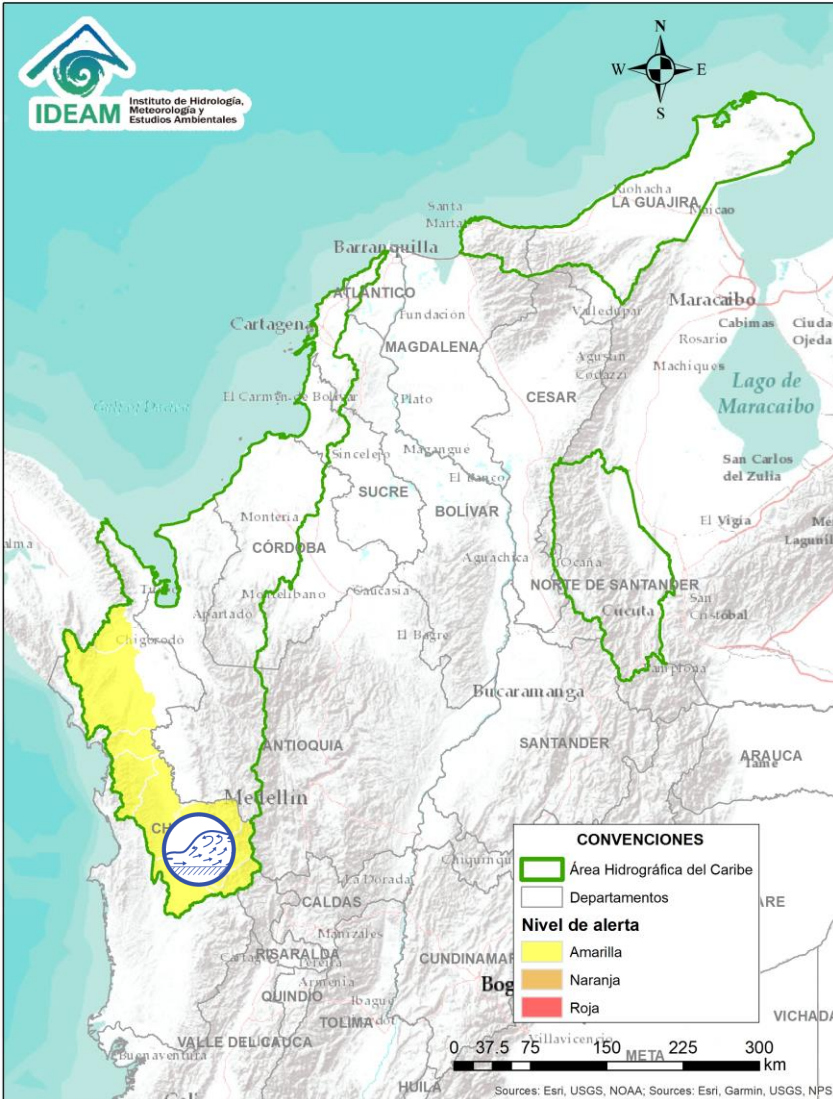 IDEAM
Instituto de Hidrología,
Meteorología y
Estudios Ambientales
N
W
E
S
Riohacha
LA GUAJIRA
Maicao
Santa
Marta
Barranquilla
ATLÁNTICO
Fundación
Maracaibo
Cabimas
Ciudad
Ojeda
Valledupar
Rosario
Cartagena
MAGDALENA
Agustín
Codazzi
Machiques
Lago de
Maracaibo
El Carmen de Bolívar
Plato
CESAR
Sincelejo
Magangué
San Carlos
del Zulia
SUCRE
El Banco
Montería
BOLÍVAR
El Vigía
CÓRDOBA
Aguachica
Ocaña
NORTE DE SANTANDER
Montelíbano
Caucasia
Cúcuta
San
Cristóbal
Apartadó
El Bagre
Chigorodó
Pamplona
Bucaramanga
ANTIOQUIA
SANTANDER
ARAUCA
Tame
Medellín
CH
La Dorada
CALDAS
Manizales
RISARALDA
Pereira
CUNDINAMAR
Armenia
Bog
QUINDÍO
Ibagué
TOLIMA
VICHADA
VALLE DEL CAUCA
Villavicencio
Buenaventura
META
HUILA
CONVENCIONES
Área Hidrográfica del Caribe
Departamentos
Nivel de alerta
Amarilla
Naranja
Roja
0 37.5 75 150 225 300
km
Sources: Esri, USGS, NOAA; Sources: Esri, Garmin, USGS, NPS